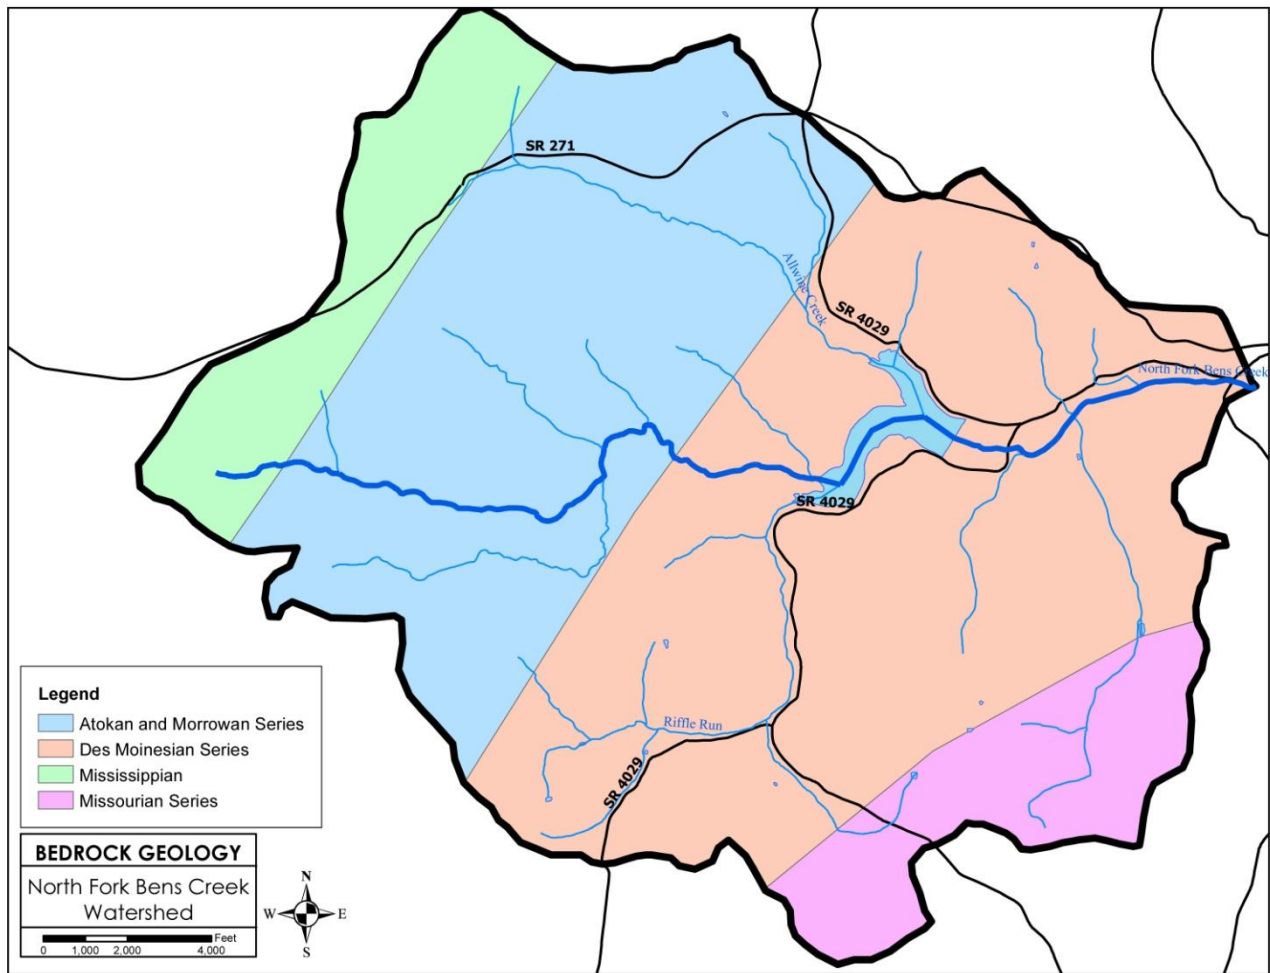 SR 271
Allwine Creek
SR 4029
North Fork Bens Creek
SR 4029
Riffle Run
SR 4029
Legend
Atokan and Morrowan Series
Des Moinesian Series
Mississippian
Missourian Series
BEDROCK GEOLOGY
North Fork Bens Creek
Watershed
Feet
0 1,000 2,000 4,000
N
W E
S